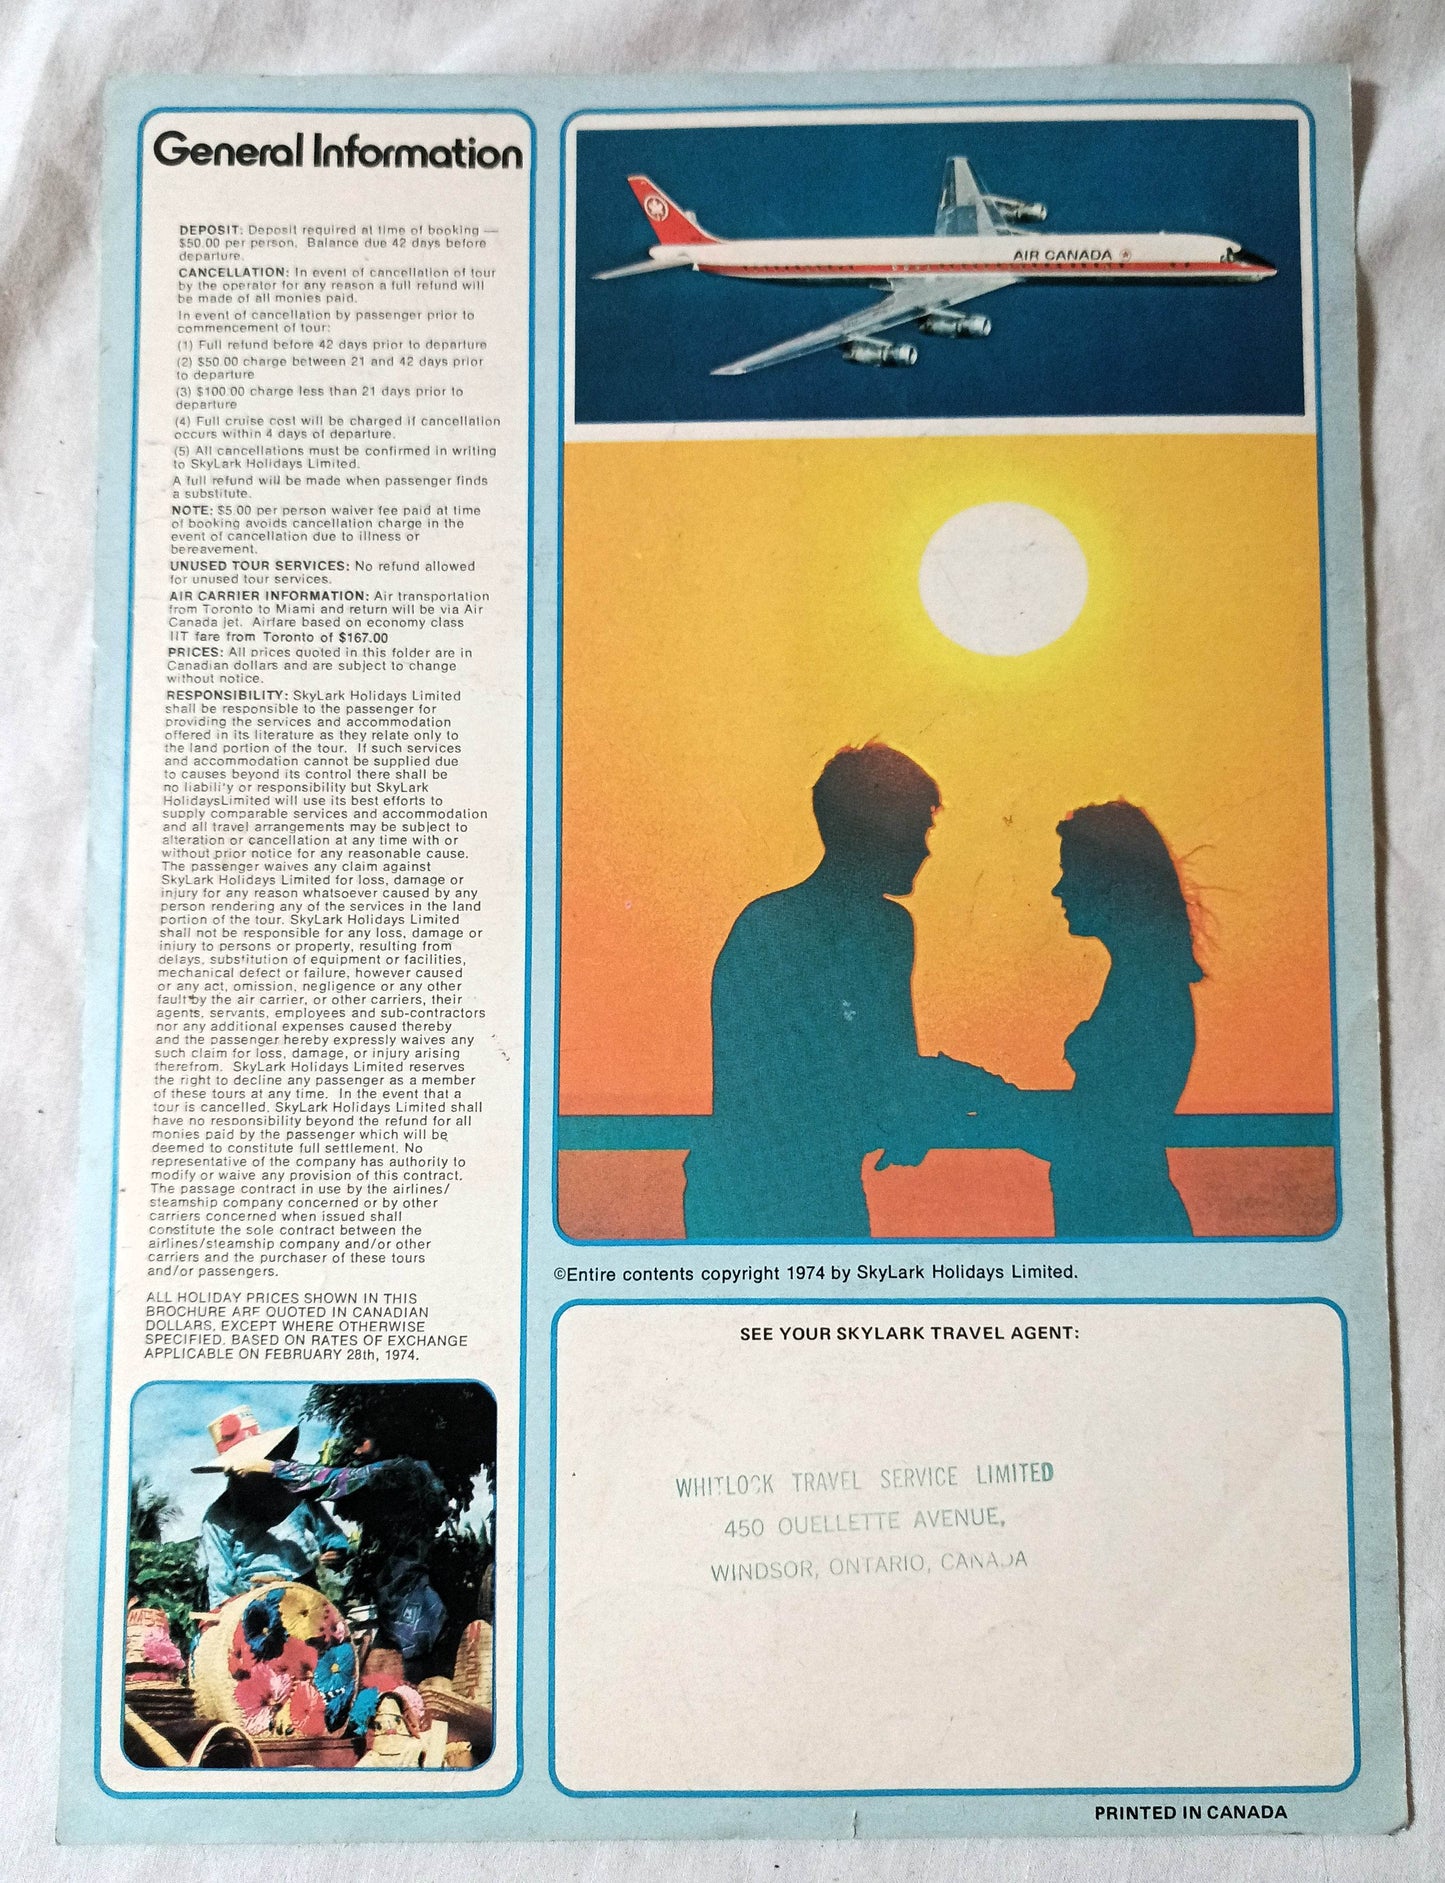 General Information
DEPOSIT: Deposit required at time of booking —
$50.00 per person. Balance due 42 days before
departure.
CANCELLATION: In event of cancellation of tour
by the operator for any reason a full refund will
be made of all monies paid.
In event of cancellation by passenger prior to
commencement of tour:
(1) Full refund before 42 days prior to departure
(2) $50.00 charge between 21 and 42 days prior
to departure
(3) $100.00 charge less than 21 days prior to
departure
(4) Full cruise cost will be charged if cancellation
occurs within 4 days of departure.
(5) All cancellations must be confirmed in writing
to SkyLark Holidays Limited.
A full refund will be made when passenger finds
a substitute.
NOTE: $5.00 per person waiver fee paid at time
of booking avoids cancellation charge in the
event of cancellation due to illness or
bereavement.
UNUSED TOUR SERVICES: No refund allowed
for unused tour services.
AIR CARRIER INFORMATION: Air transportation
from Toronto to Miami and return will be via Air
Canada jet. Airfare based on economy class
IIT fare from Toronto of $167.00
PRICES: All prices quoted in this folder are in
Canadian dollars and are subject to change
without notice.
RESPONSIBILITY: SkyLark Holidays Limited
shall be responsible to the passenger for
providing the services and accommodation
offered in its literature as they relate only to
the land portion of the tour. If such services
and accommodation cannot be supplied due
to causes beyond its control there shall be
no liability or responsibility but SkyLark
HolidaysLimited will use its best efforts to
supply comparable services and accommodation
and all travel arrangements may be subject to
alteration or cancellation at any time with or
without prior notice for any reasonable cause.
The passenger waives any claim against
SkyLark Holidays Limited for loss, damage or
injury for any reason whatsoever caused by any
person rendering any of the services in the land
portion of the tour. SkyLark Holidays Limited
shall not be responsible for any loss, damage or
injury to persons or property, resulting from
delays, substitution of equipment or facilities,
mechanical defect or failure, however caused
or any act, omission, negligence or any other
fault by the air carrier, or other carriers, their
agents, servants, employees and sub-contractors
nor any additional expenses caused thereby
and the passenger hereby expressly waives any
such claim for loss, damage, or injury arising
therefrom. SkyLark Holidays Limited reserves
the right to decline any passenger as a member
of these tours at any time. In the event that a
tour is cancelled, SkyLark Holidays Limited shall
have no responsibility beyond the refund for all
monies paid by the passenger which will be
deemed to constitute full settlement. No
representative of the company has authority to
modify or waive any provision of this contract.
The passage contract in use by the airlines/
steamship company concerned or by other
carriers concerned when issued shall
constitute the sole contract between the
airlines/steamship company and/or other
carriers and the purchaser of these tours
and/or passengers.
ALL HOLIDAY PRICES SHOWN IN THIS
BROCHURE ARE QUOTED IN CANADIAN
DOLLARS, EXCEPT WHERE OTHERWISE
SPECIFIED, BASED ON RATES OF EXCHANGE
APPLICABLE ON FEBRUARY 28th, 1974.
AIR CANADA
©Entire contents copyright 1974 by SkyLark Holidays Limited.
SEE YOUR SKYLARK TRAVEL AGENT:
WHITLOCK TRAVEL SERVICE LIMITED
450 OUELLETTE AVENUE,
WINDSOR, ONTARIO, CANADA
PRINTED IN CANADA